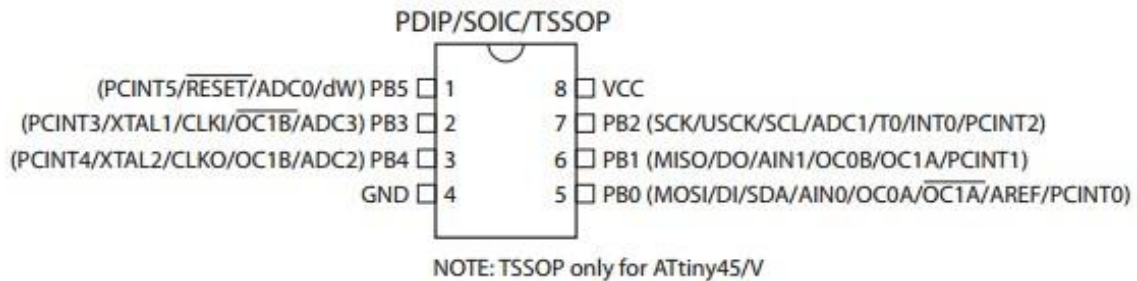 PDIP/SOIC/TSSOP
(PCINT5/RESET/ADC0/dW) PB5 1 8 VCC
(PCINT3/XTAL1/CLKI/OC1B/ADC3) PB3 2 7 PB2 (SCK/USCK/SCL/ADC1/T0/INT0/PCINT2)
(PCINT4/XTAL2/CLKO/OC1B/ADC2) PB4 3 6 PB1 (MISO/DO/AIN1/OC0B/OC1A/PCINT1)
GND 4 5 PB0 (MOSI/DI/SDA/AIN0/OC0A/OC1A/AREF/PCINT0)
NOTE: TSSOP only for ATtiny45/V